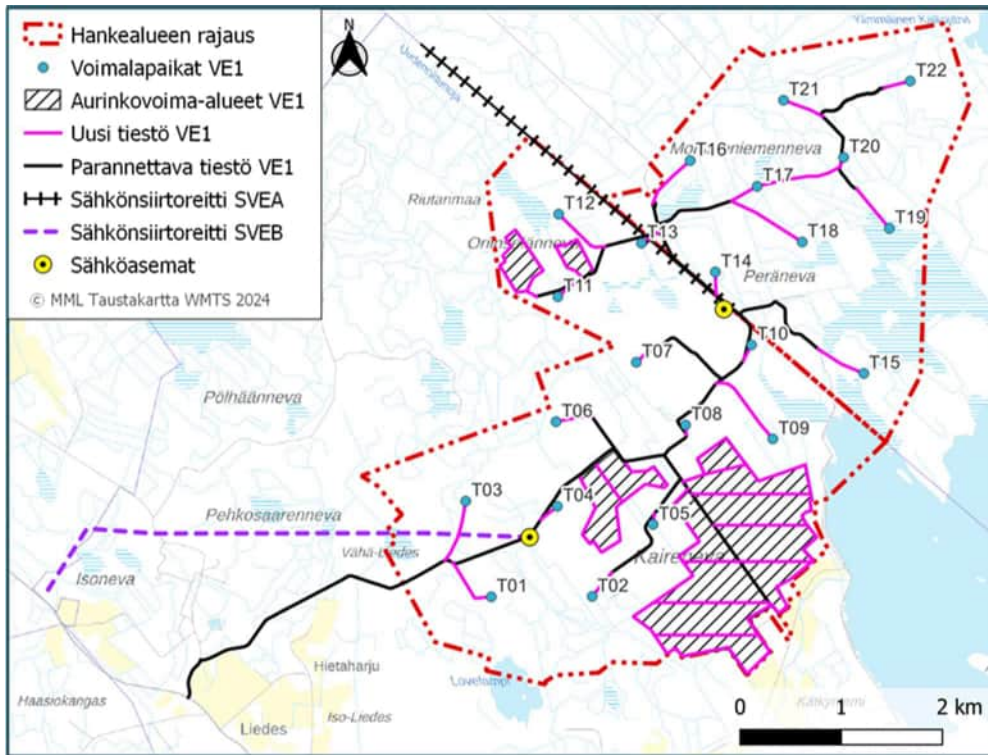 Hankealueen rajaus
Voimalapaikat VE1
Aurinkovoima-alueet VE1
Uusi tiestö VE1
Parannettava tiestö VE1
Sähkönsiirtoreitti SVEA
Sähkönsiirtoreitti SVEB
Sähköasemat
© MML Taustakartta WMTS 2024
N
T22
T21
T16
T20
T17
Riutanmaa
T12
T19
T13
T18
T14
Peräneva
T11
T10
T07
T15
Pölhäänneva
T06
T08
T09
T03
T04
Pehkosaarenneva
T05
Vähä-Liedes
Kaireneva
Isoneva
T01
T02
Hietaharju
Haasiokangas
Iso-Liedes
Liedes
0 1 2 km